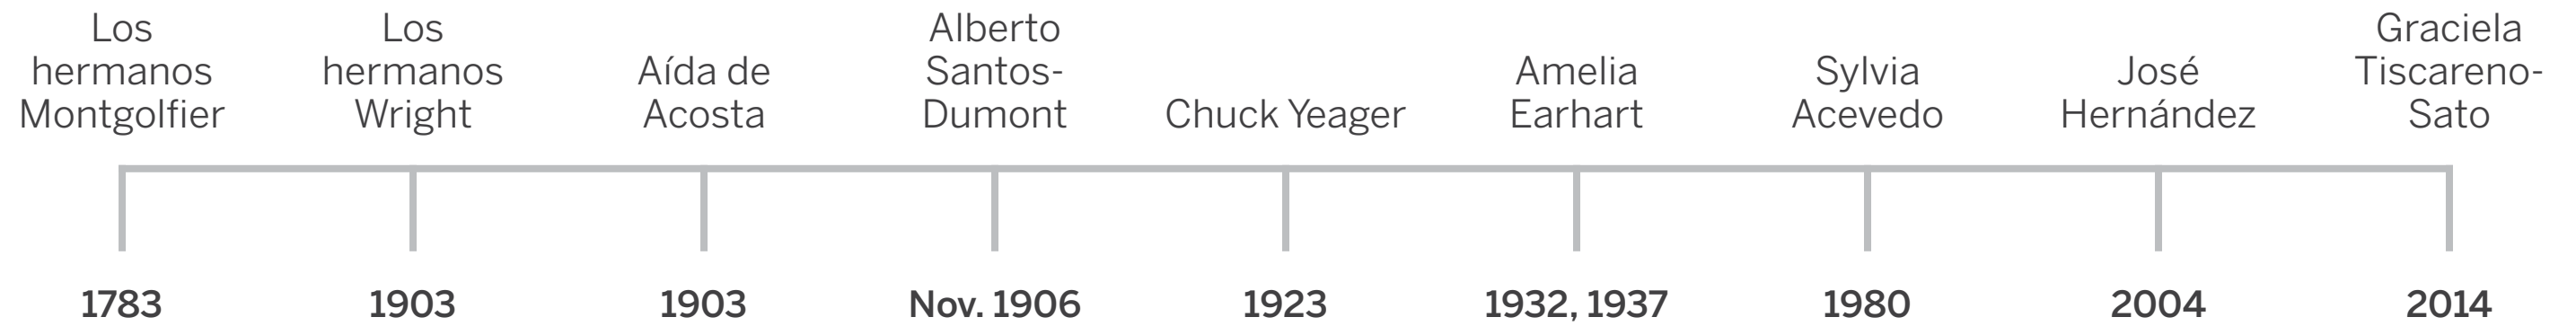 Los
hermanos
Montgolfier
Los
hermanos
Wright
Aída de
Acosta
Alberto
Santos-
Dumont
Chuck Yeager
Amelia
Earhart
Sylvia
Acevedo
José
Hernández
Graciela
Tiscareno-
Sato
1783
1903
1903
Nov. 1906
1923
1932, 1937
1980
2004
2014